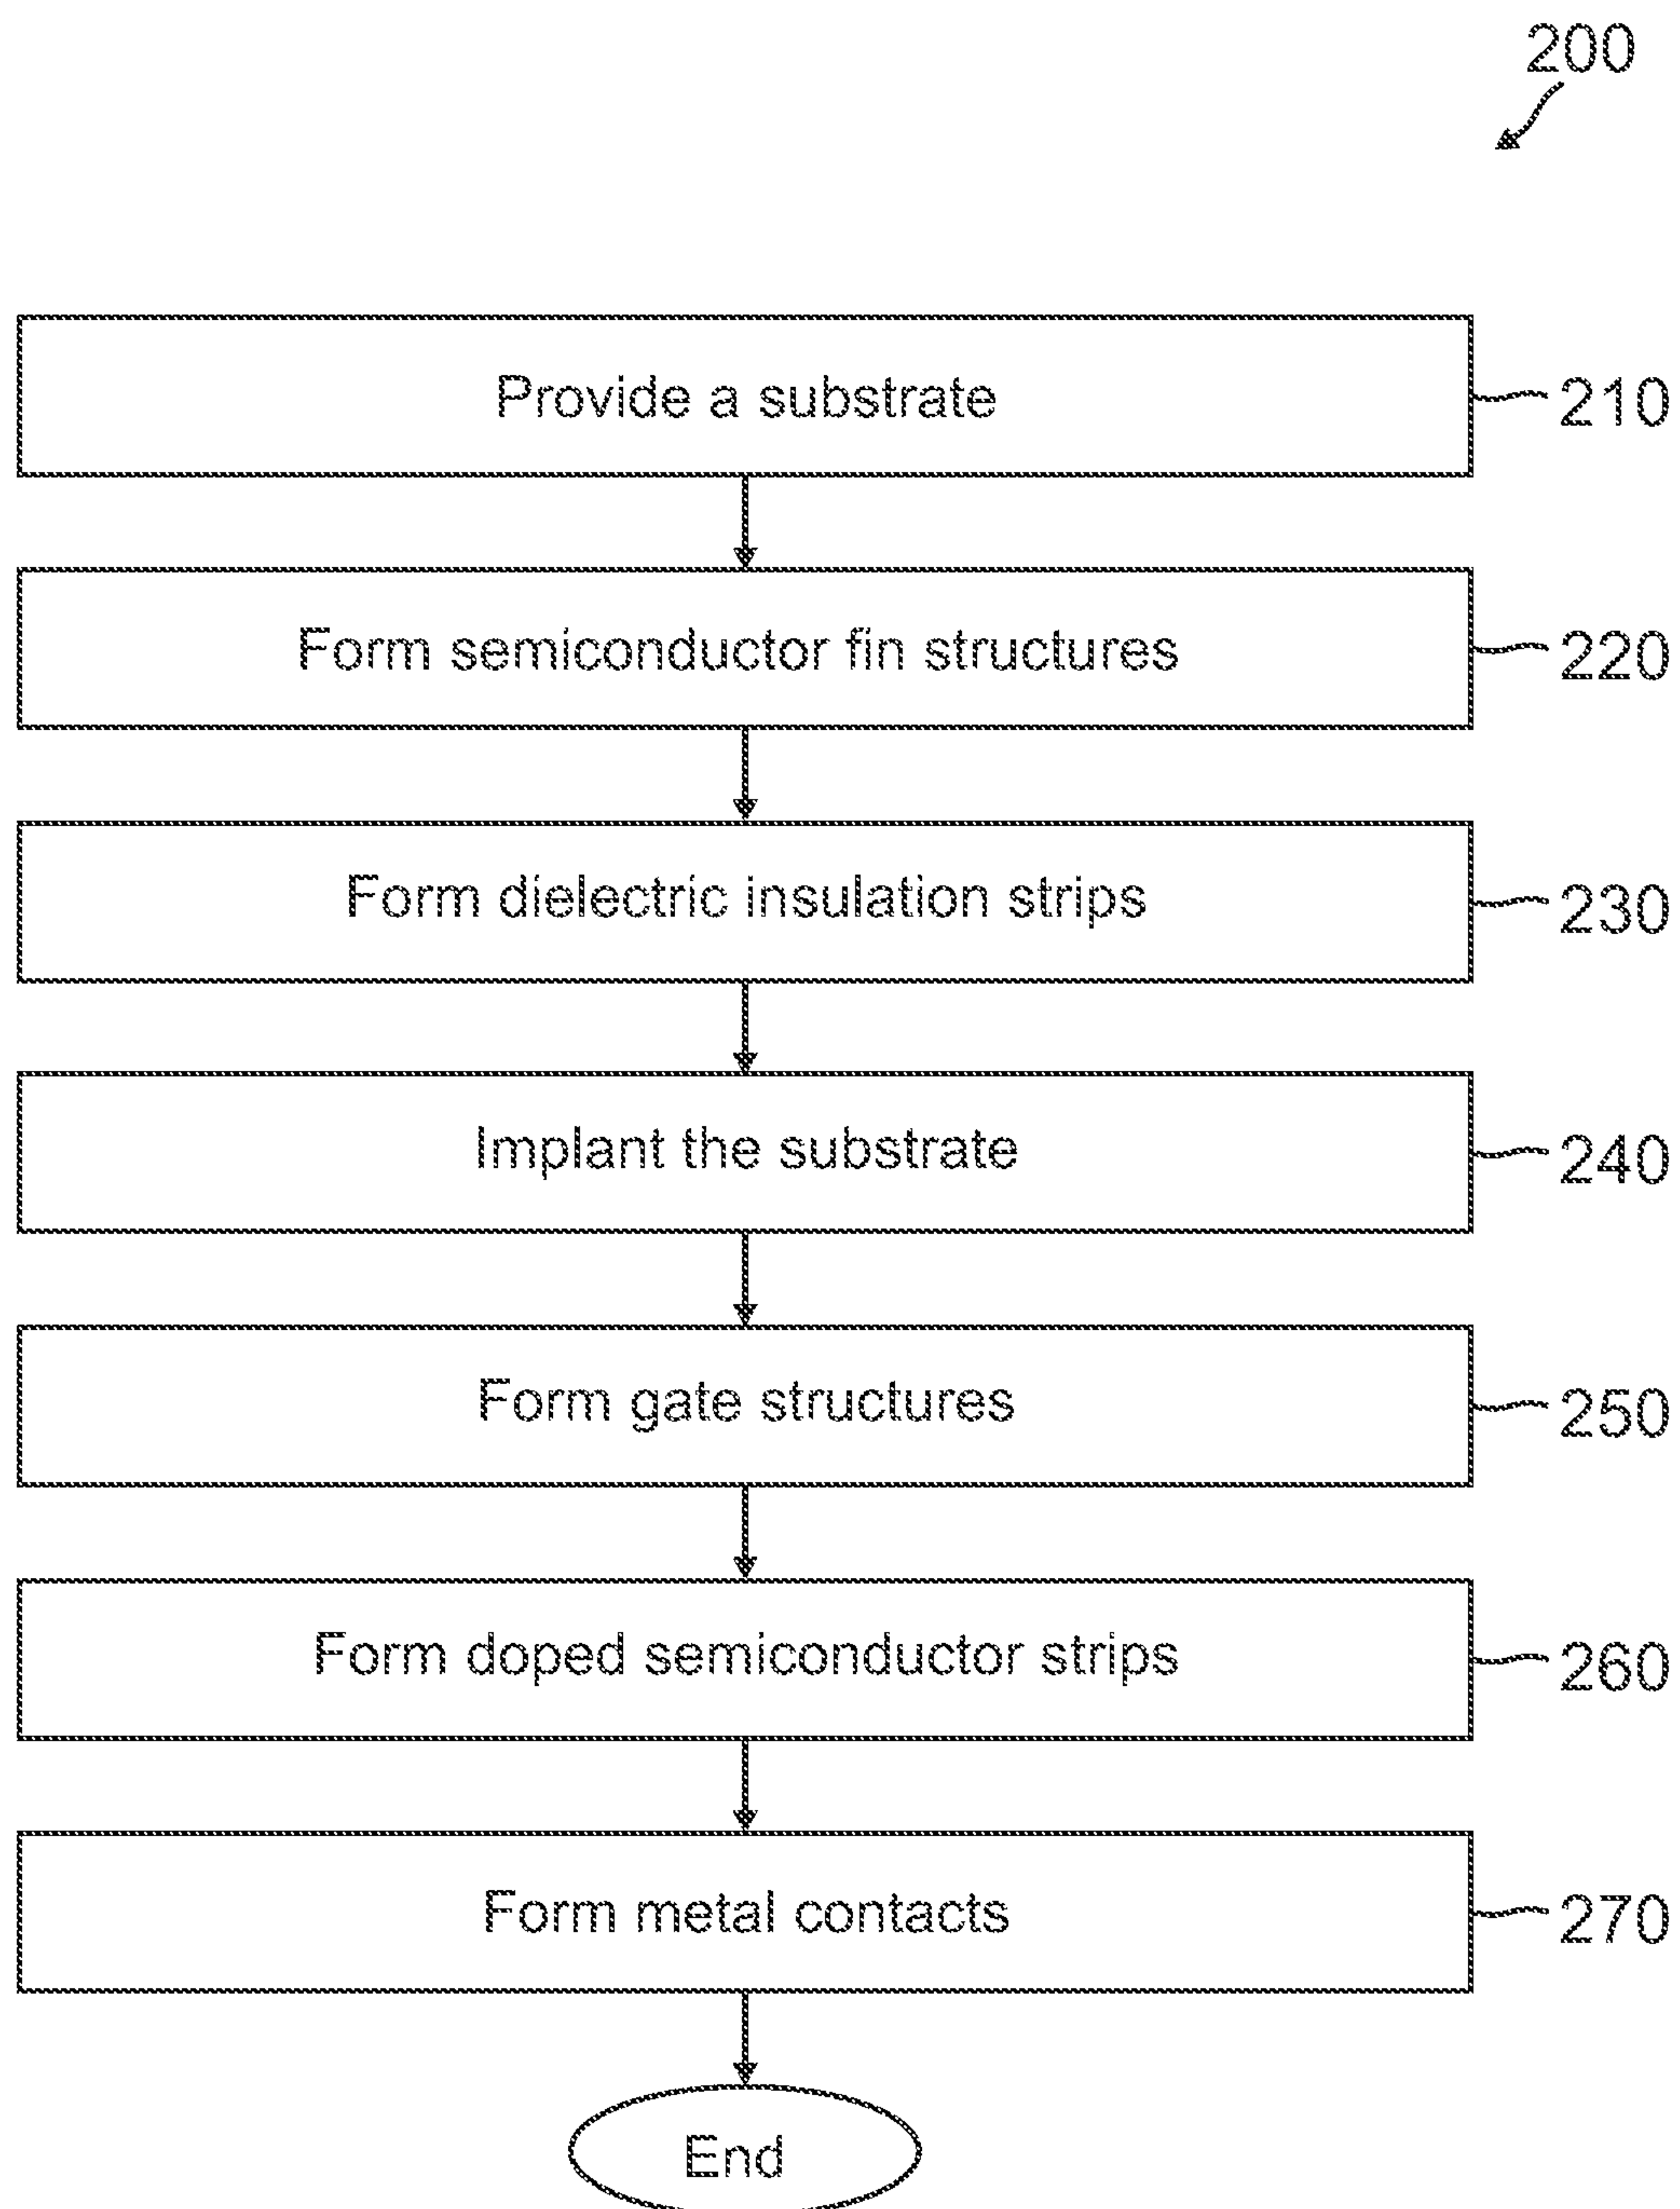 200
Provide a substrate
210
Form semiconductor fin structures
220
Form dielectric insulation strips
230
Implant the substrate
240
Form gate structures
250
Form doped semiconductor strips
260
Form metal contacts
270
End